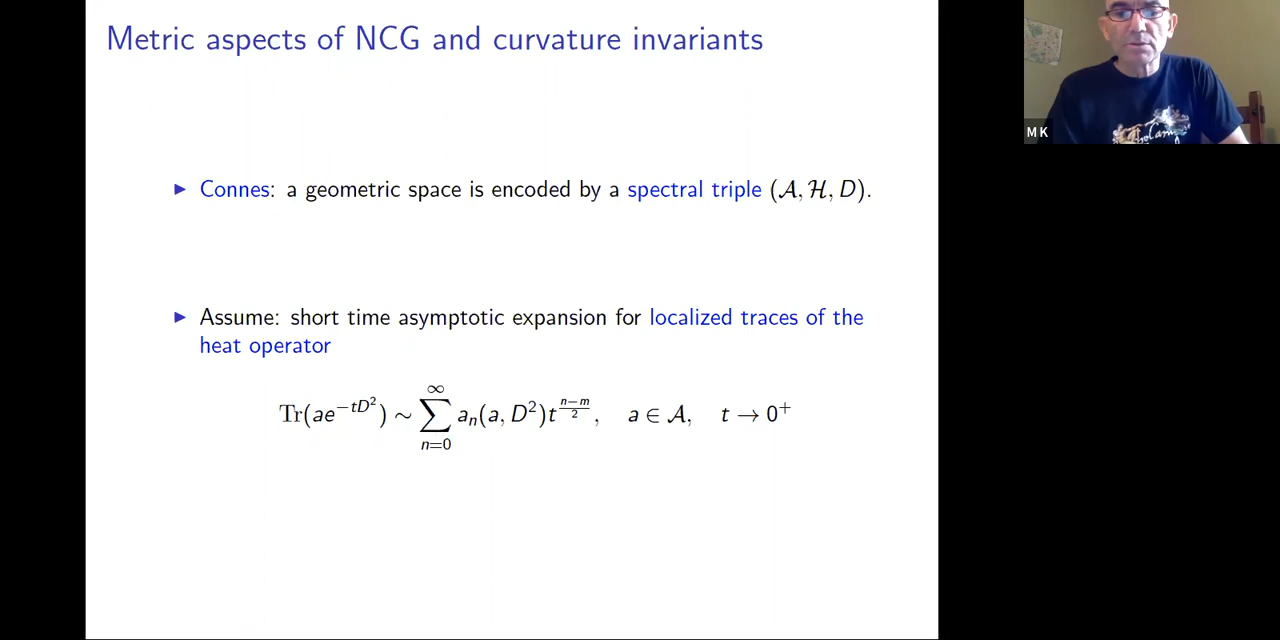 Metric aspects of NCG and curvature invariants
▶ Connes: a geometric space is encoded by a spectral triple (𝒜, ℋ, D).
▶ Assume: short time asymptotic expansion for localized traces of the
heat operator
Tr(ae^{-tD^2}) ∼ \sum_{n=0}^{∞} a_n(a, D^2)t^{\frac{n-m}{2}}, a ∈ 𝒜, t → 0^+
M K